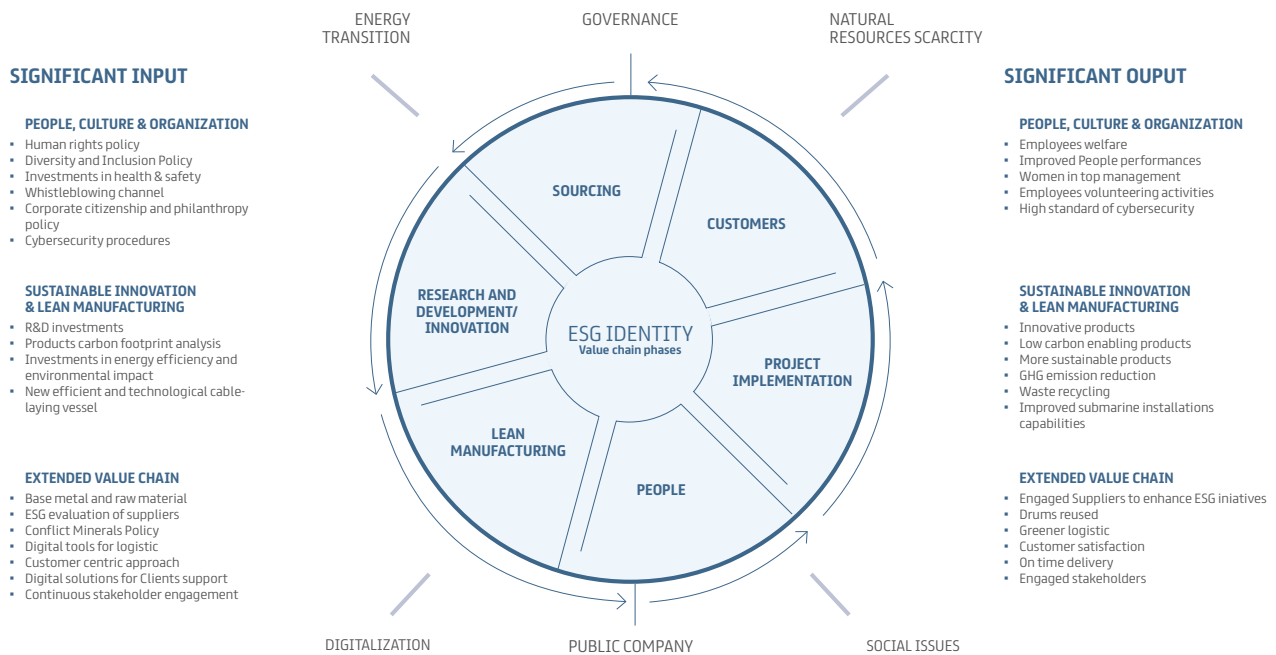 ENERGY
TRANSITION
GOVERNANCE
NATURAL
RESOURCES SCARCITY
SIGNIFICANT INPUT
PEOPLE, CULTURE & ORGANIZATION
• Human rights policy
• Diversity and Inclusion Policy
• Investments in health & safety
• Whistleblowing channel
• Corporate citizenship and philanthropy
policy
• Cybersecurity procedures
SUSTAINABLE INNOVATION
& LEAN MANUFACTURING
• R&D investments
• Products carbon footprint analysis
• Investments in energy efficiency and
environmental impact
• New efficient and technological cable-
laying vessel
EXTENDED VALUE CHAIN
• Base metal and raw material
• ESG evaluation of suppliers
• Conflict Minerals Policy
• Digital tools for logistic
• Customer centric approach
• Digital solutions for Clients support
• Continuous stakeholder engagement
SOURCING
CUSTOMERS
RESEARCH AND
DEVELOPMENT/
INNOVATION
ESG IDENTITY
Value chain phases
PROJECT
IMPLEMENTATION
LEAN
MANUFACTURING
PEOPLE
SIGNIFICANT OUPUT
PEOPLE, CULTURE & ORGANIZATION
• Employees welfare
• Improved People performances
• Women in top management
• Employees volunteering activities
• High standard of cybersecurity
SUSTAINABLE INNOVATION
& LEAN MANUFACTURING
• Innovative products
• Low carbon enabling products
• More sustainable products
• GHG emission reduction
• Waste recycling
• Improved submarine installations
capabilities
EXTENDED VALUE CHAIN
• Engaged Suppliers to enhance ESG iniatives
• Drums reused
• Greener logistic
• Customer satisfaction
• On time delivery
• Engaged stakeholders
DIGITALIZATION
PUBLIC COMPANY
SOCIAL ISSUES